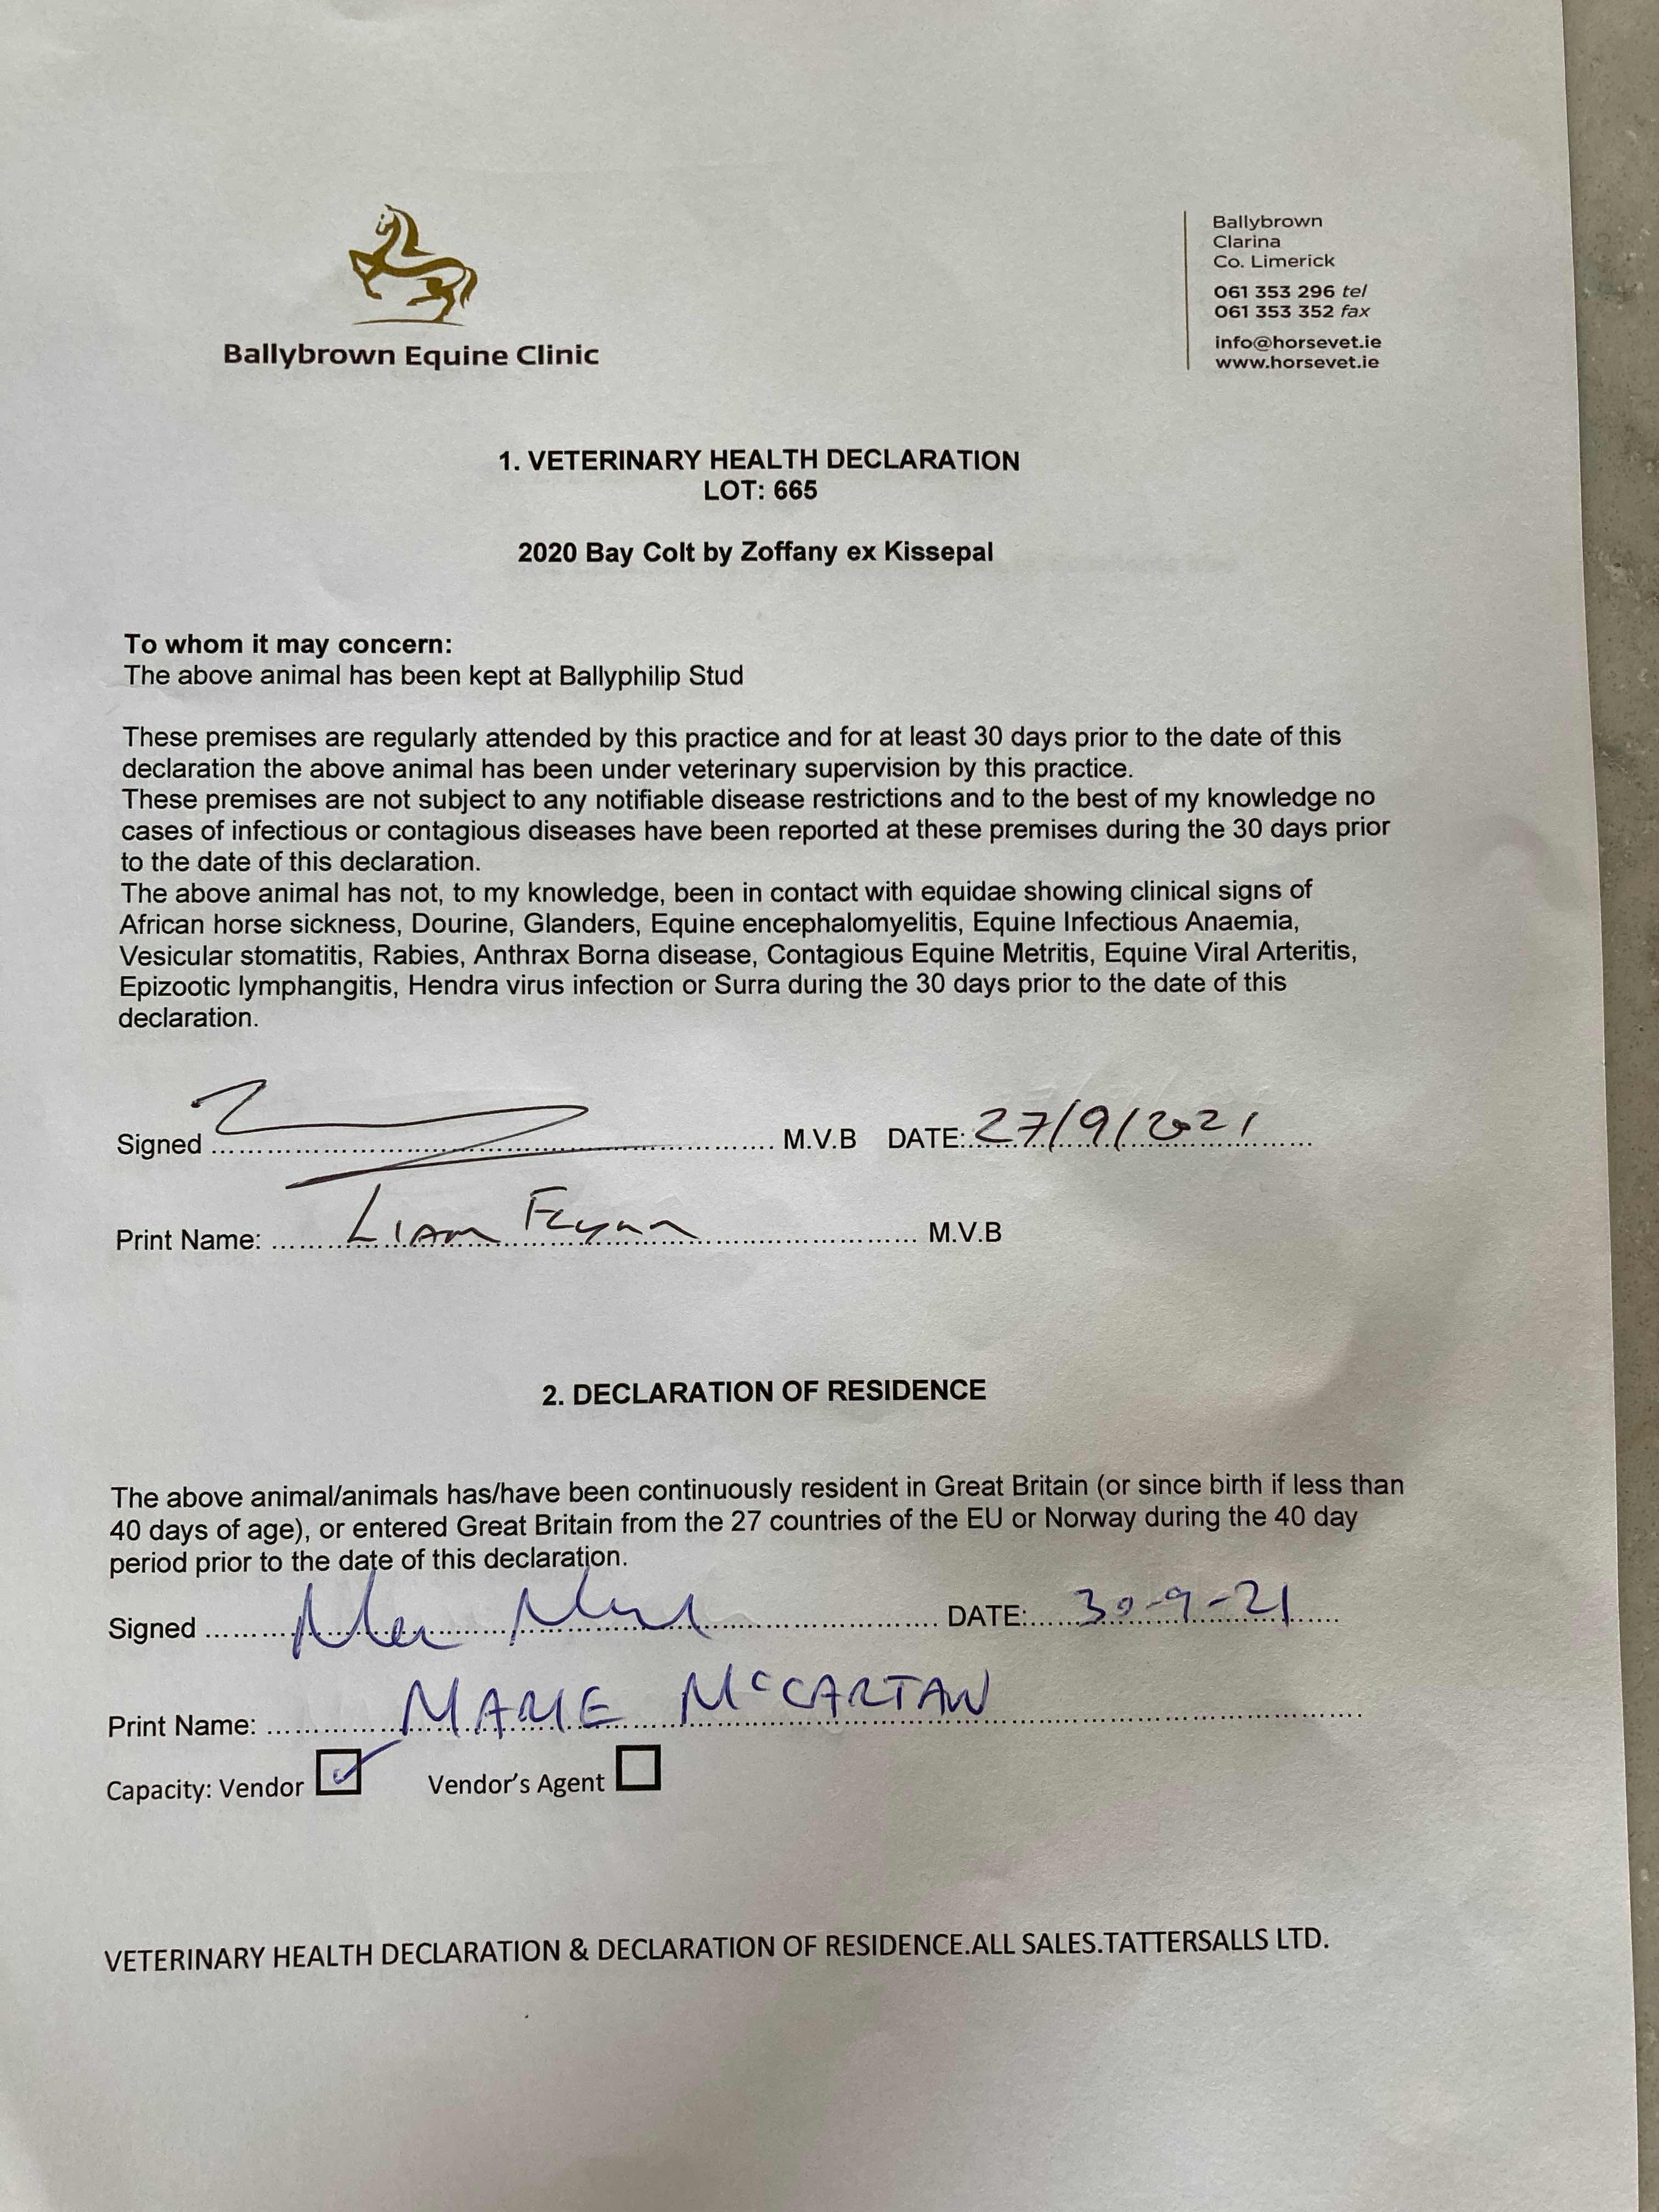 Ballybrown Equine Clinic
Ballybrown
Clarina
Co. Limerick
061 353 296 tel
061 353 352 fax
info@horsevet.ie
www.horsevet.ie
1. VETERINARY HEALTH DECLARATION
LOT: 665
2020 Bay Colt by Zoffany ex Kissepal
To whom it may concern:
The above animal has been kept at Ballyphilip Stud
These premises are regularly attended by this practice and for at least 30 days prior to the date of this
declaration the above animal has been under veterinary supervision by this practice.
These premises are not subject to any notifiable disease restrictions and to the best of my knowledge no
cases of infectious or contagious diseases have been reported at these premises during the 30 days prior
to the date of this declaration.
The above animal has not, to my knowledge, been in contact with equidae showing clinical signs of
African horse sickness, Dourine, Glanders, Equine encephalomyelitis, Equine Infectious Anaemia,
Vesicular stomatitis, Rabies, Anthrax Borna disease, Contagious Equine Metritis, Equine Viral Arteritis,
Epizootic lymphangitis, Hendra virus infection or Surra during the 30 days prior to the date of this
declaration.
Signed M.V.B DATE: 27/9/2021
Print Name: Liam Flynn M.V.B
2. DECLARATION OF RESIDENCE
The above animal/animals has/have been continuously resident in Great Britain (or since birth if less than
40 days of age), or entered Great Britain from the 27 countries of the EU or Norway during the 40 day
period prior to the date of this declaration.
Signed DATE: 30-9-21
Print Name: MARIE McCARTAN
Capacity: Vendor Vendor's Agent
VETERINARY HEALTH DECLARATION & DECLARATION OF RESIDENCE.ALL SALES.TATTERSALLS LTD.